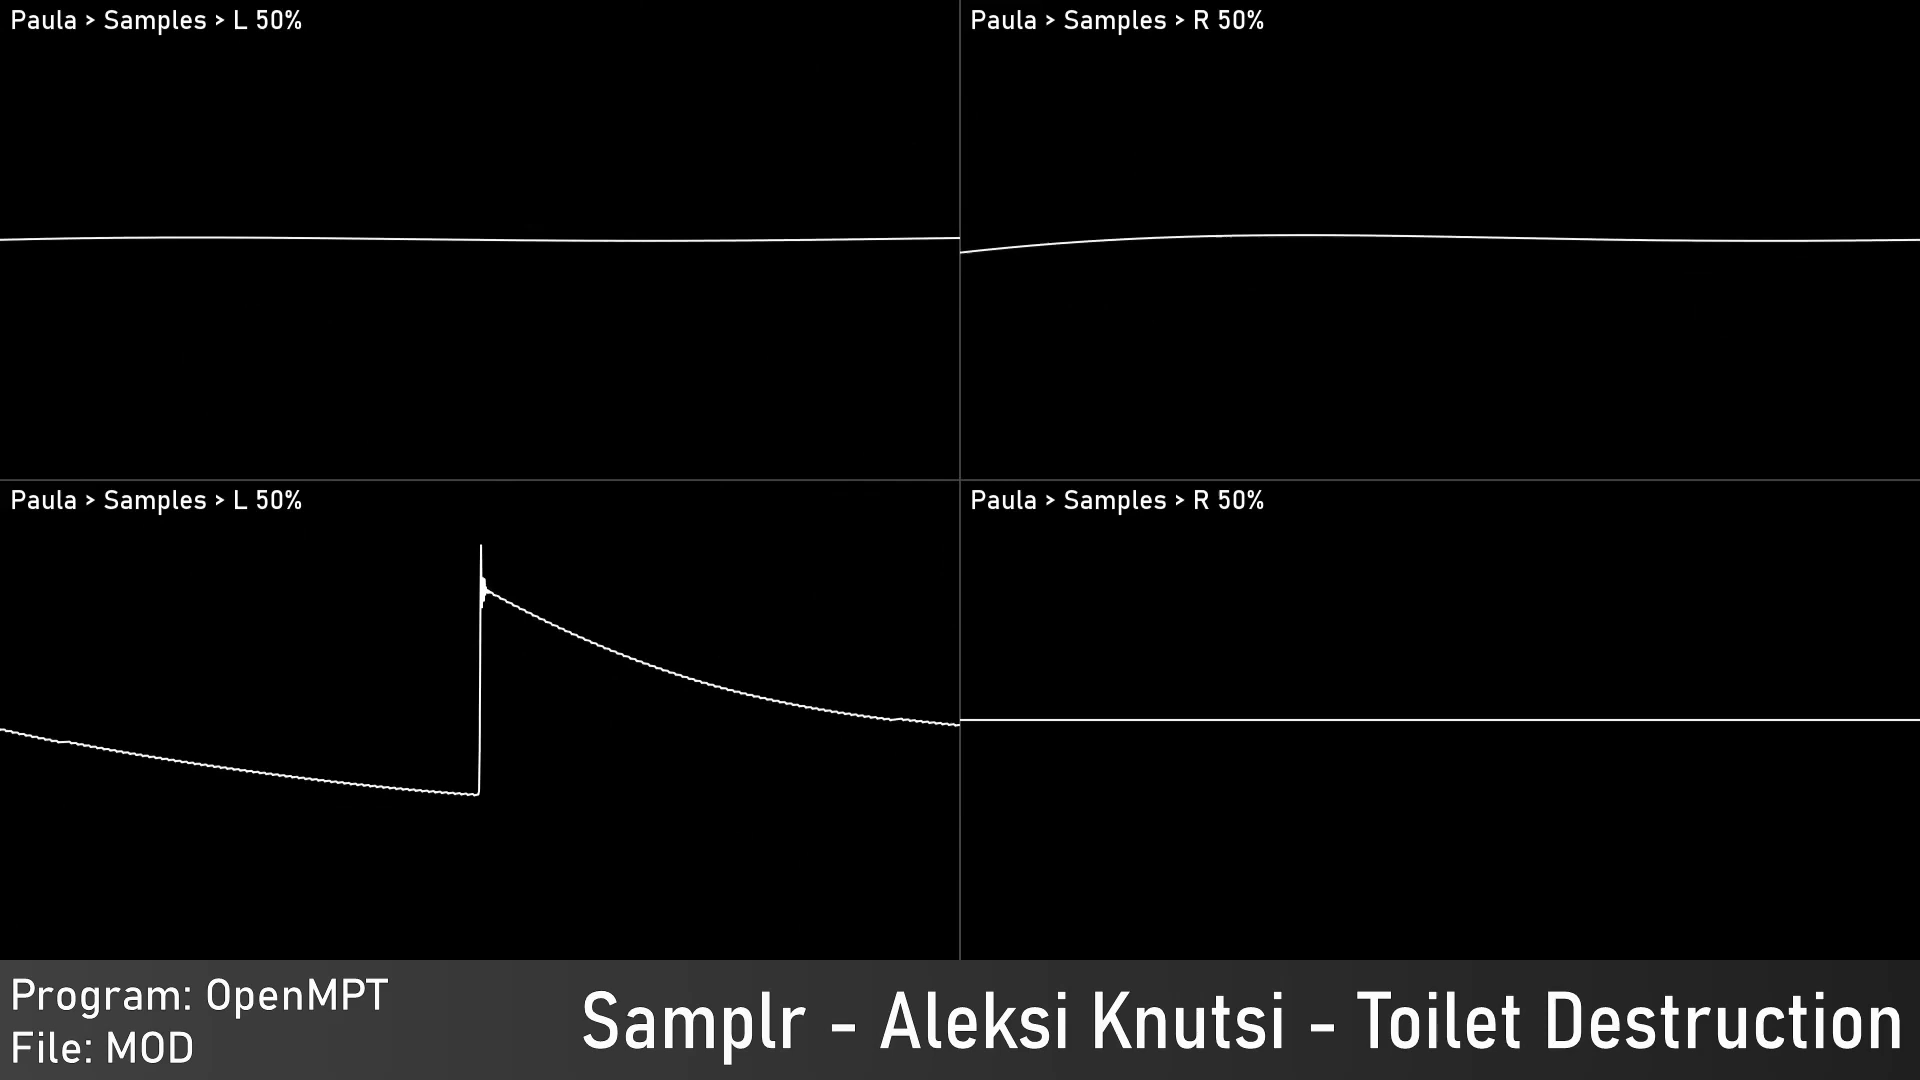 Paula > Samples > L 50%
Paula > Samples > R 50%
Paula > Samples > L 50%
Paula > Samples > R 50%
Program: OpenMPT
File: MOD
Samplr - Aleksi Knutsi - Toilet Destruction